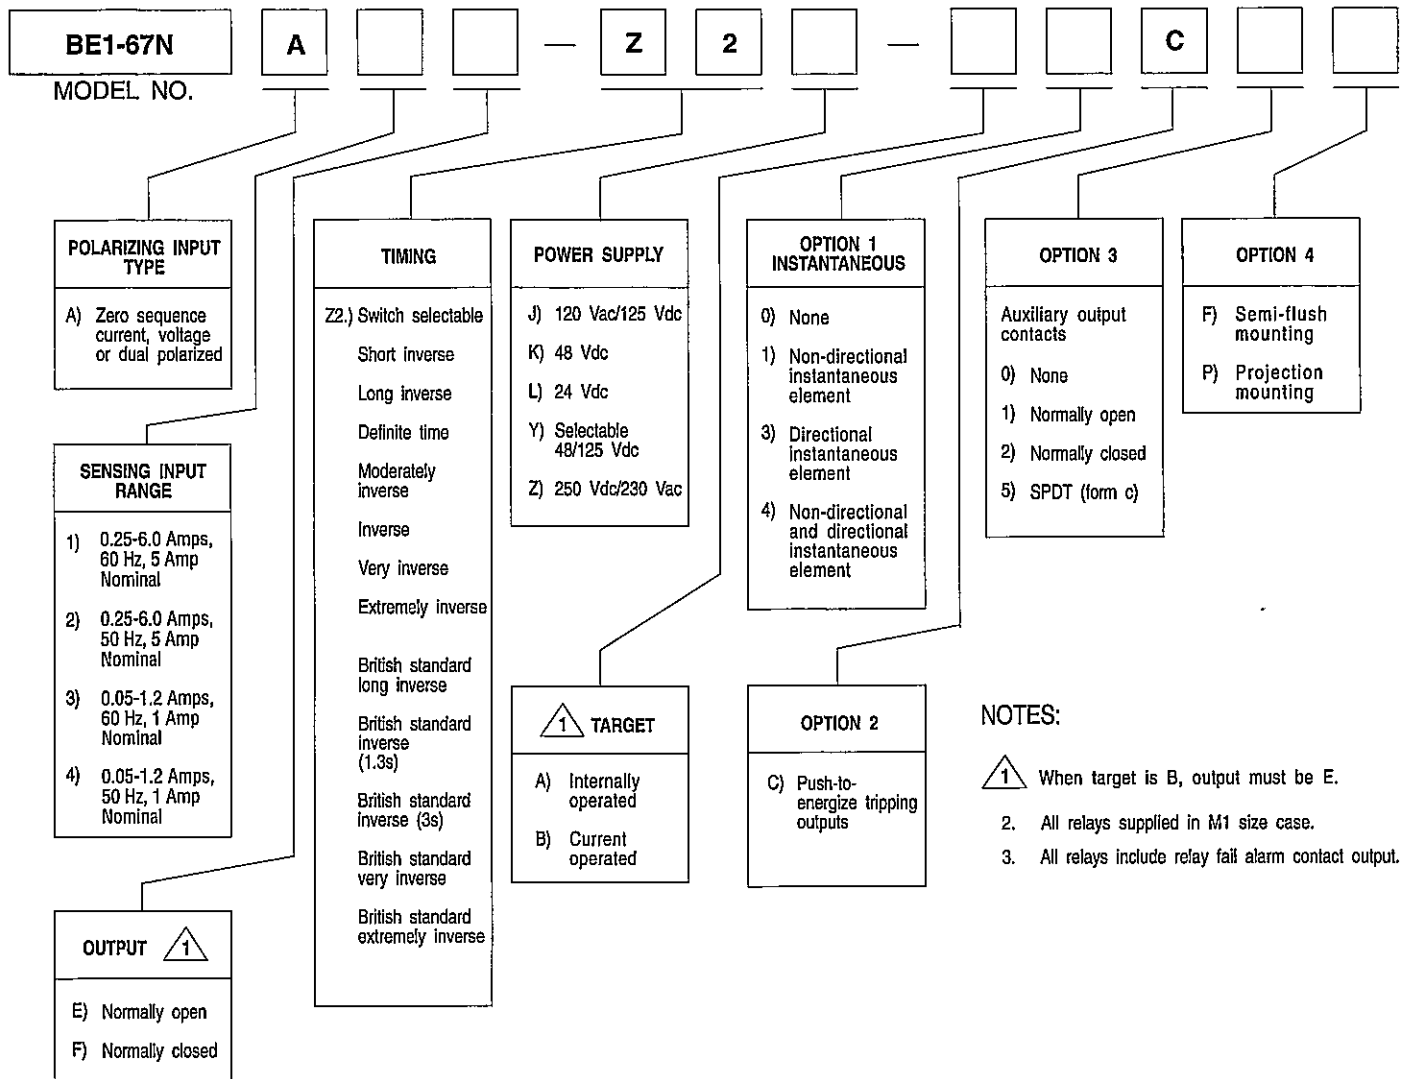 BE1-67N A — Z 2 — C
MODEL NO.
POLARIZING INPUT
TYPE
A) Zero sequence
current, voltage
or dual polarized
SENSING INPUT
RANGE
1) 0.25-6.0 Amps,
60 Hz, 5 Amp
Nominal
2) 0.25-6.0 Amps,
50 Hz, 5 Amp
Nominal
3) 0.05-1.2 Amps,
60 Hz, 1 Amp
Nominal
4) 0.05-1.2 Amps,
50 Hz, 1 Amp
Nominal
OUTPUT 1
E) Normally open
F) Normally closed
TIMING
Z2.) Switch selectable
Short inverse
Long inverse
Definite time
Moderately
inverse
Inverse
Very inverse
Extremely inverse
British standard
long inverse
British standard
inverse
(1.3s)
British standard
inverse (3s)
British standard
very inverse
British standard
extremely inverse
POWER SUPPLY
J) 120 Vac/125 Vdc
K) 48 Vdc
L) 24 Vdc
Y) Selectable
48/125 Vdc
Z) 250 Vdc/230 Vac
1 TARGET
A) Internally
operated
B) Current
operated
OPTION 1
INSTANTANEOUS
0) None
1) Non-directional
instantaneous
element
3) Directional
instantaneous
element
4) Non-directional
and directional
instantaneous
element
OPTION 2
C) Push-to-
energize tripping
outputs
OPTION 3
Auxiliary output
contacts
0) None
1) Normally open
2) Normally closed
5) SPDT (form c)
OPTION 4
F) Semi-flush
mounting
P) Projection
mounting
NOTES:
1 When target is B, output must be E.
2. All relays supplied in M1 size case.
3. All relays include relay fail alarm contact output.